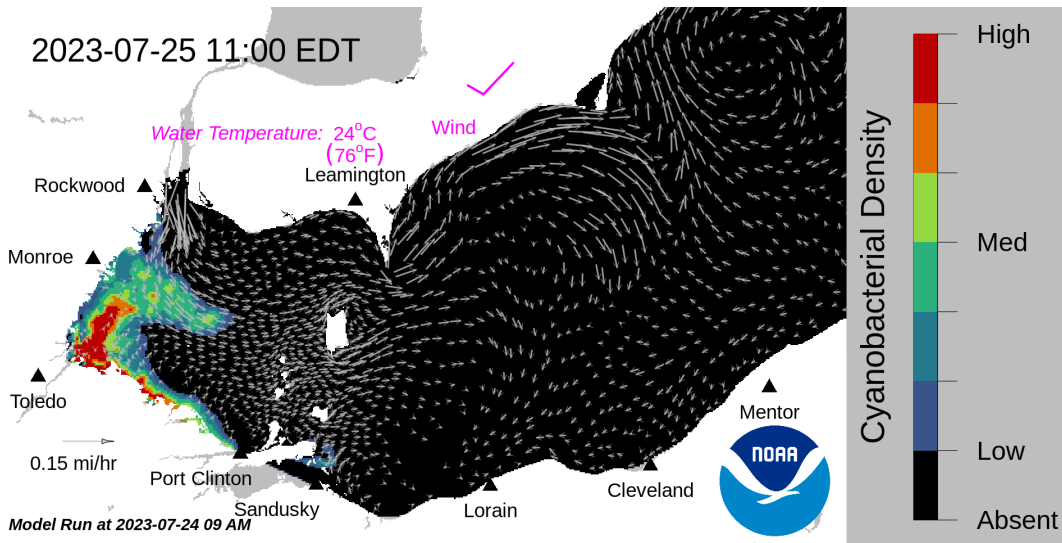 2023-07-25 11:00 EDT
Water Temperature: 24°C
(76°F)
Wind
Leamington
Rockwood
Monroe
Toledo
0.15 mi/hr
Port Clinton
Sandusky
Lorain
Cleveland
Mentor
NOAA
Model Run at 2023-07-24 09 AM
Cyanobacterial Density
High
Med
Low
Absent